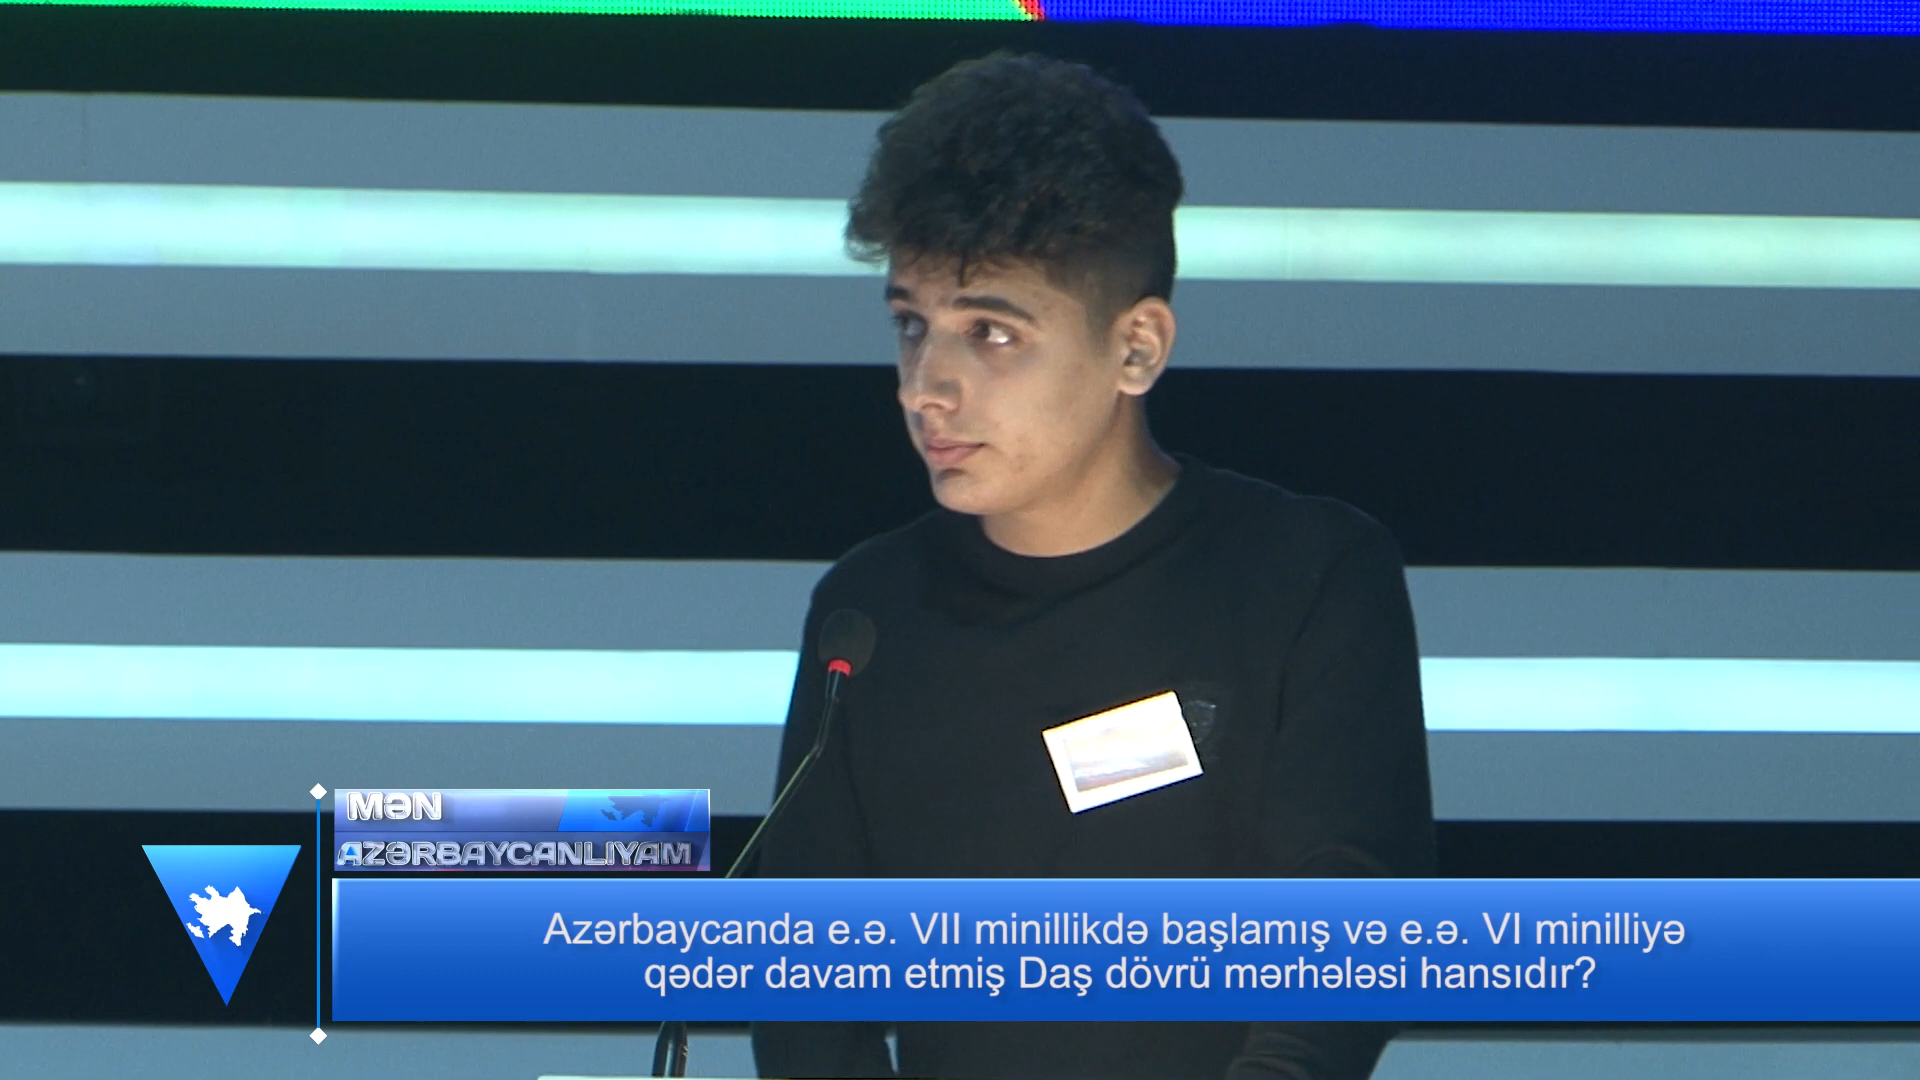 MƏN
AZƏRBAYCANLIYAM
Azərbaycanda e.ə. VII minillikdə başlamış və e.ə. VI minilliyə
qədər davam etmiş Daş dövrü mərhələsi hansıdır?